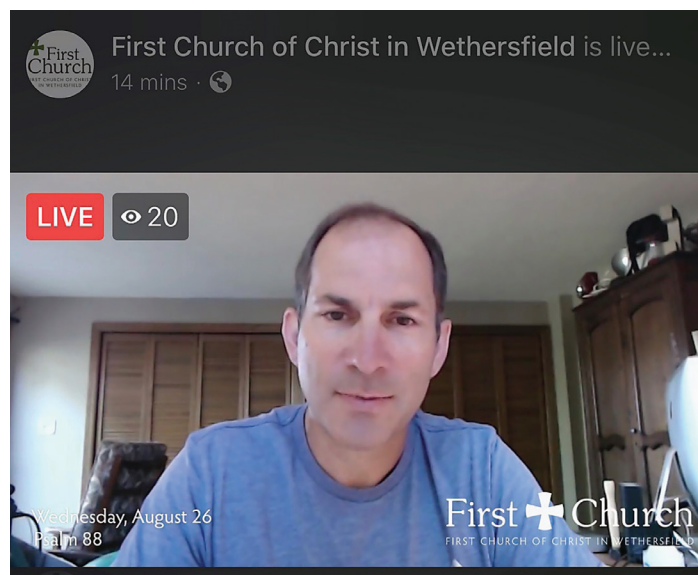 First Church of Christ in Wethersfield is live...
14 mins ·
First
Church
FIRST CHURCH OF CHRIST
IN WETHERSFIELD
LIVE
20
Wednesday, August 26
Psalm 88
First Church
FIRST CHURCH OF CHRIST IN WETHERSFIELD